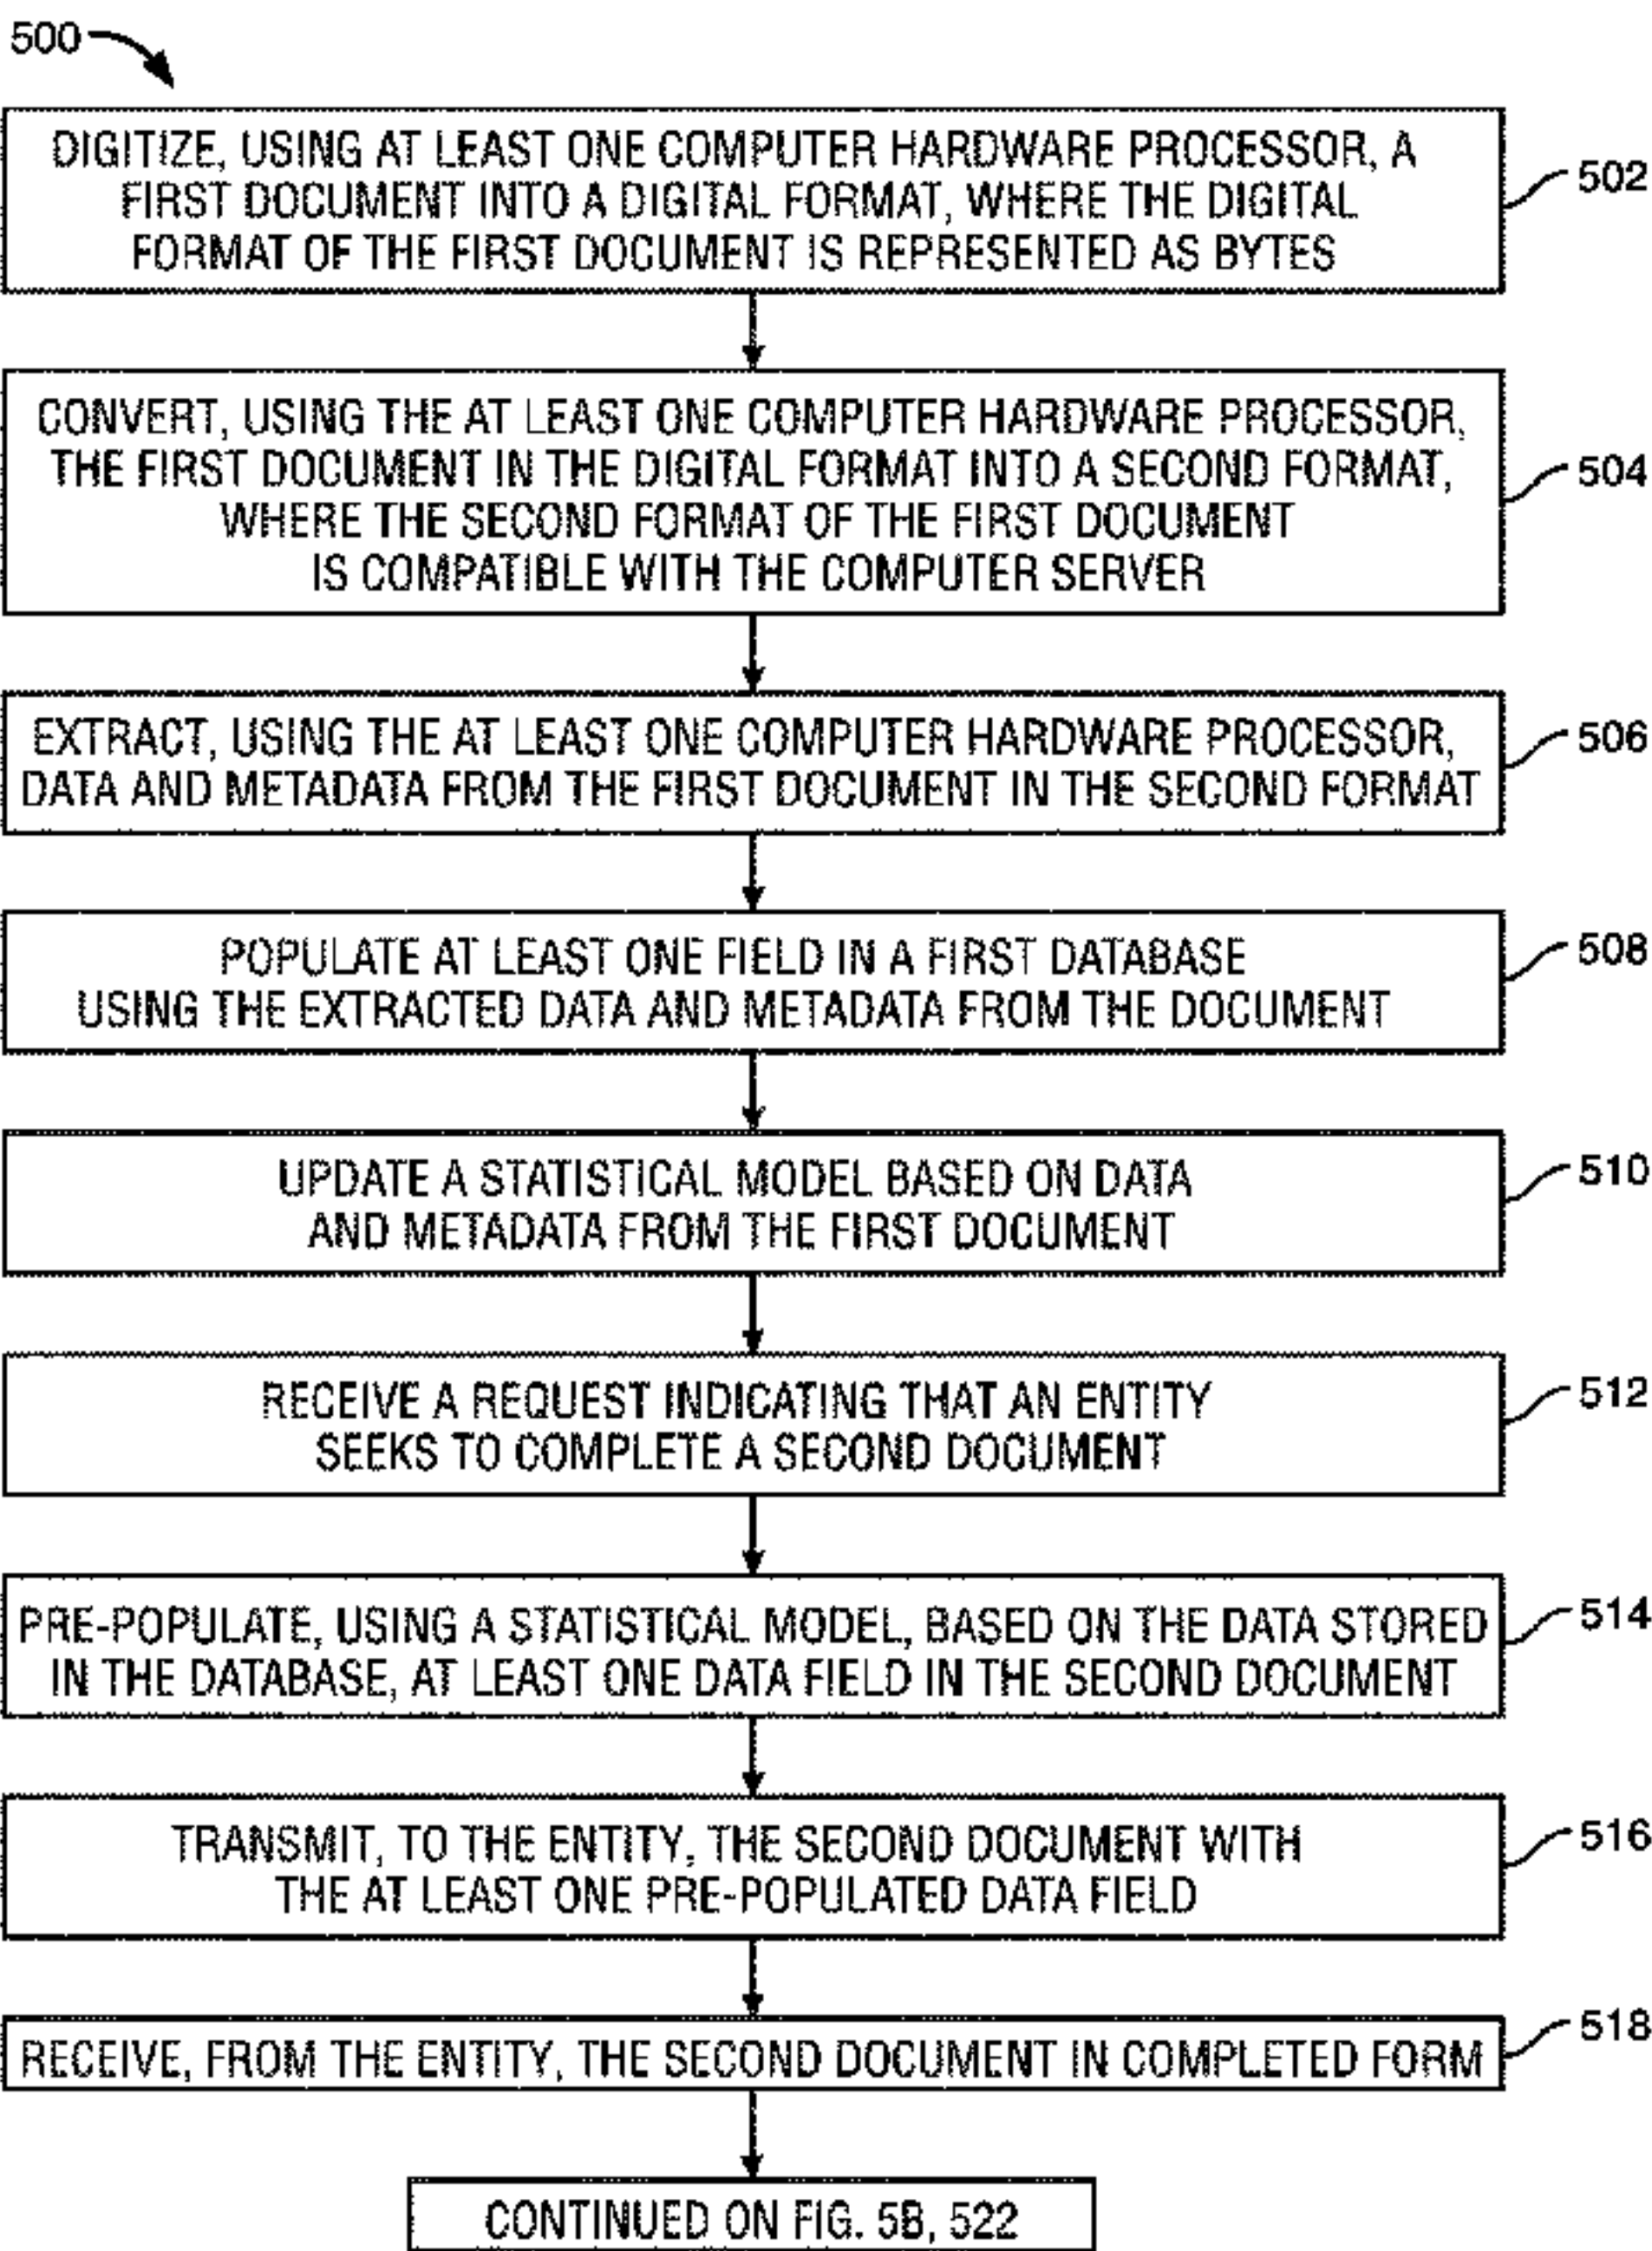 500
DIGITIZE, USING AT LEAST ONE COMPUTER HARDWARE PROCESSOR, A
FIRST DOCUMENT INTO A DIGITAL FORMAT, WHERE THE DIGITAL
FORMAT OF THE FIRST DOCUMENT IS REPRESENTED AS BYTES
502
CONVERT, USING THE AT LEAST ONE COMPUTER HARDWARE PROCESSOR,
THE FIRST DOCUMENT IN THE DIGITAL FORMAT INTO A SECOND FORMAT,
WHERE THE SECOND FORMAT OF THE FIRST DOCUMENT
IS COMPATIBLE WITH THE COMPUTER SERVER
504
EXTRACT, USING THE AT LEAST ONE COMPUTER HARDWARE PROCESSOR,
DATA AND METADATA FROM THE FIRST DOCUMENT IN THE SECOND FORMAT
506
POPULATE AT LEAST ONE FIELD IN A FIRST DATABASE
USING THE EXTRACTED DATA AND METADATA FROM THE DOCUMENT
508
UPDATE A STATISTICAL MODEL BASED ON DATA
AND METADATA FROM THE FIRST DOCUMENT
510
RECEIVE A REQUEST INDICATING THAT AN ENTITY
SEEKS TO COMPLETE A SECOND DOCUMENT
512
PRE-POPULATE, USING A STATISTICAL MODEL, BASED ON THE DATA STORED
IN THE DATABASE, AT LEAST ONE DATA FIELD IN THE SECOND DOCUMENT
514
TRANSMIT, TO THE ENTITY, THE SECOND DOCUMENT WITH
THE AT LEAST ONE PRE-POPULATED DATA FIELD
516
RECEIVE, FROM THE ENTITY, THE SECOND DOCUMENT IN COMPLETED FORM
518
CONTINUED ON FIG. 5B, 522